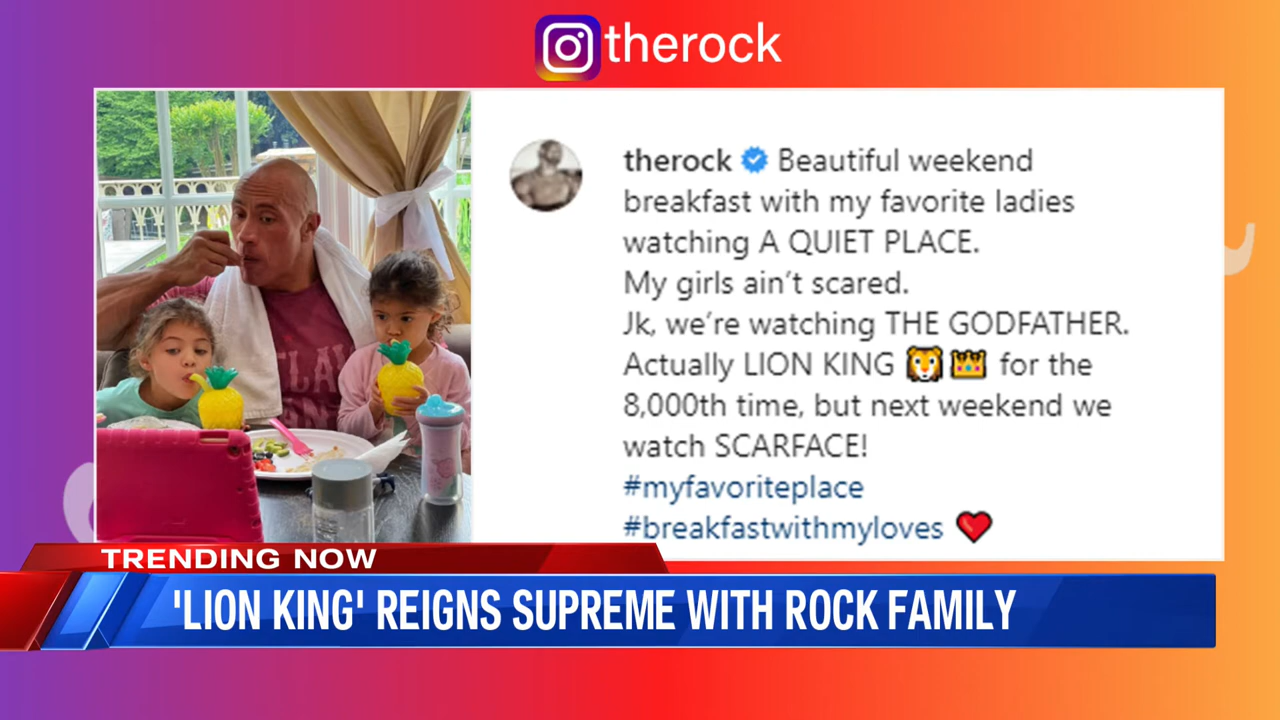 therock
therock Beautiful weekend
breakfast with my favorite ladies
watching A QUIET PLACE.
My girls ain't scared.
Jk, we're watching THE GODFATHER.
Actually LION KING 🦁 👑 for the
8,000th time, but next weekend we
watch SCARFACE!
#myfavoriteplace
#breakfastwithmyloves ❤️
TRENDING NOW
'LION KING' REIGNS SUPREME WITH ROCK FAMILY